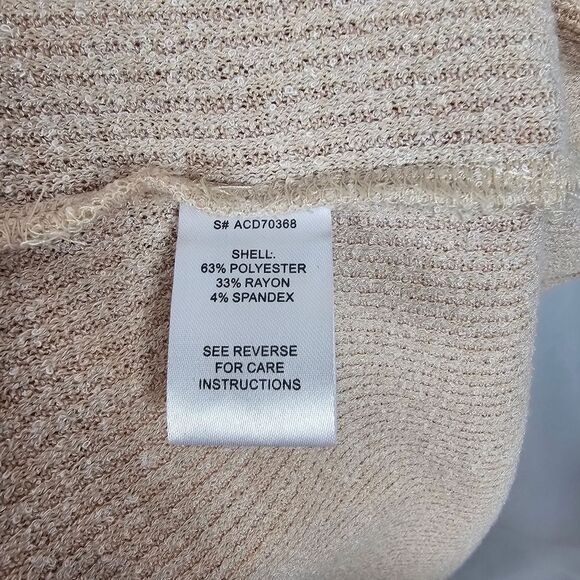 S# ACD70368
SHELL:
63% POLYESTER
33% RAYON
4% SPANDEX
SEE REVERSE
FOR CARE
INSTRUCTIONS